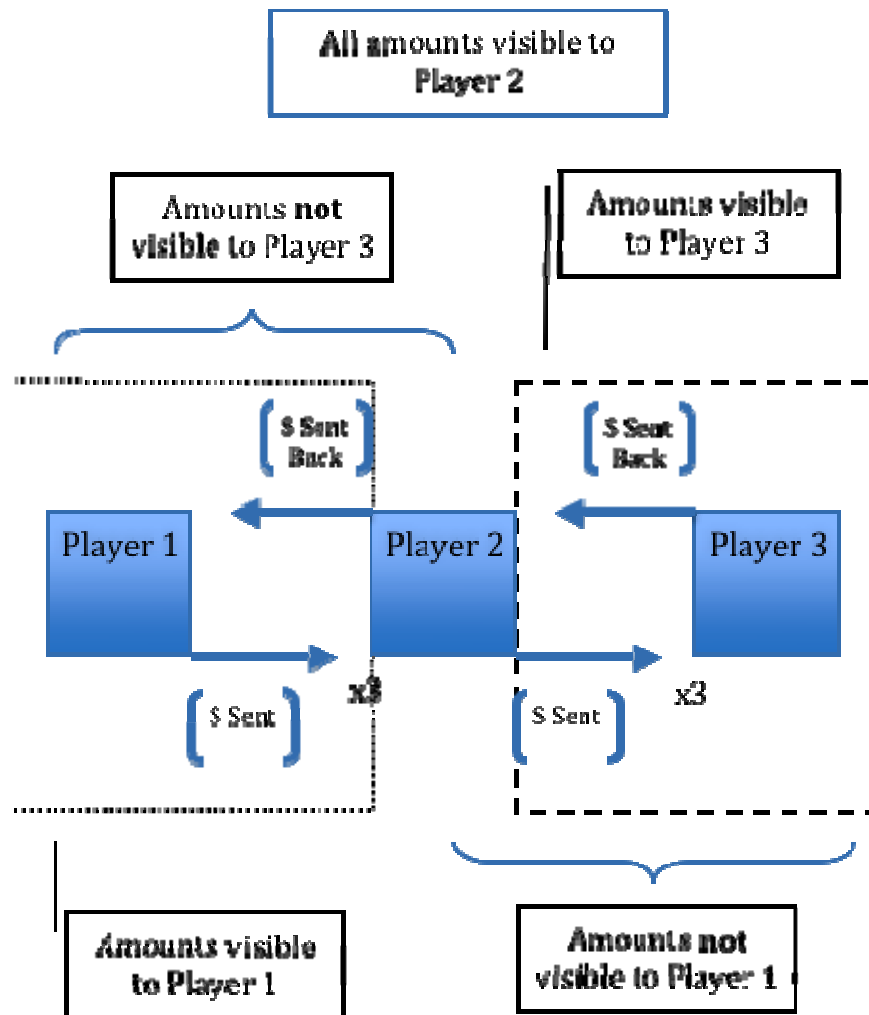 All amounts visible to
Player 2
Amounts not
visible to Player 3
Amounts visible
to Player 3
$ Sent
Back
$ Sent
Back
Player 1
Player 2
Player 3
x3
x3
$ Sent
$ Sent
Amounts visible
to Player 1
Amounts not
visible to Player 1